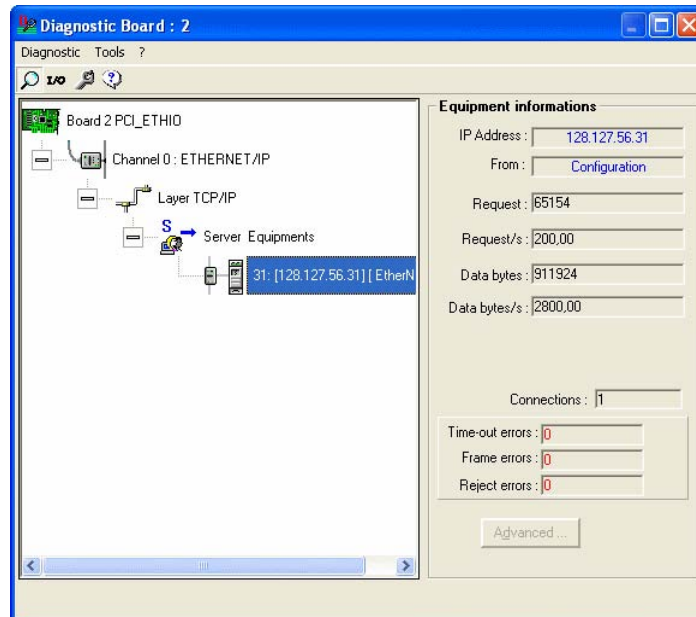 Diagnostic Board : 2
Diagnostic Tools ?
I/O
Board 2 PCI_ETHIO
Channel 0 : ETHERNET/IP
Layer TCP/IP
S
Server Equipments
31: [128.127.56.31] [ EtherN
Equipment informations
IP Address : 128.127.56.31
From : Configuration
Request : 65154
Request/s : 200,00
Data bytes : 911924
Data bytes/s : 2800,00
Connections : 1
Time-out errors : 0
Frame errors : 0
Reject errors : 0
Advanced ...